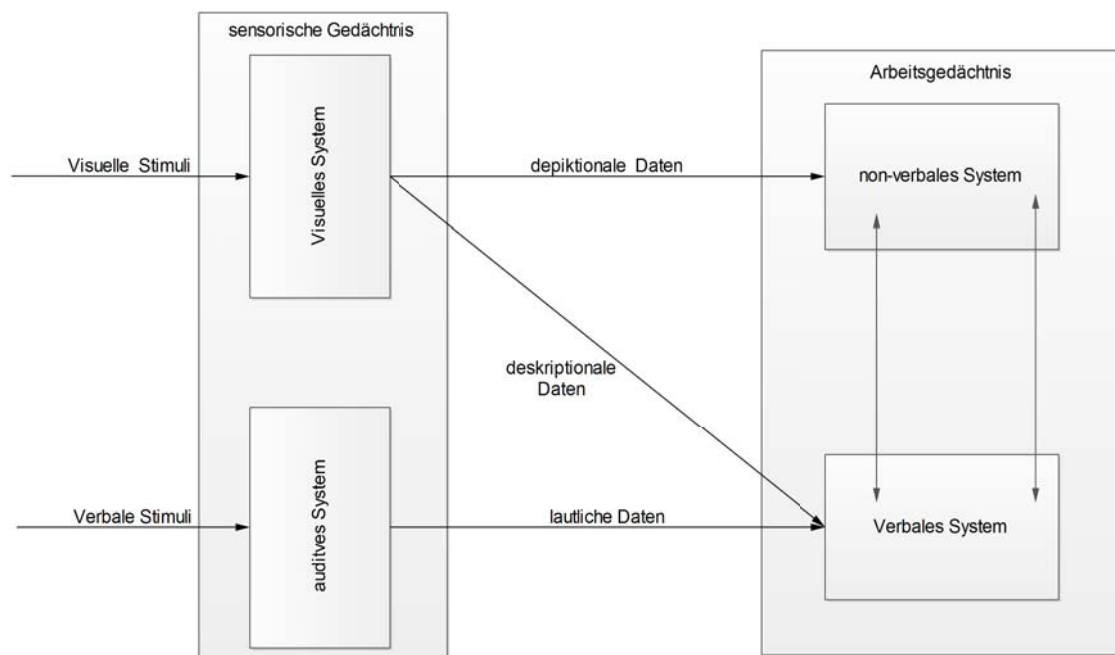 sensorische Gedächtnis
Arbeitsgedächtnis
Visuelle Stimuli
Visuelles System
depiktionale Daten
non-verbales System
deskriptionale
Daten
Verbale Stimuli
auditves System
lautliche Daten
Verbales System